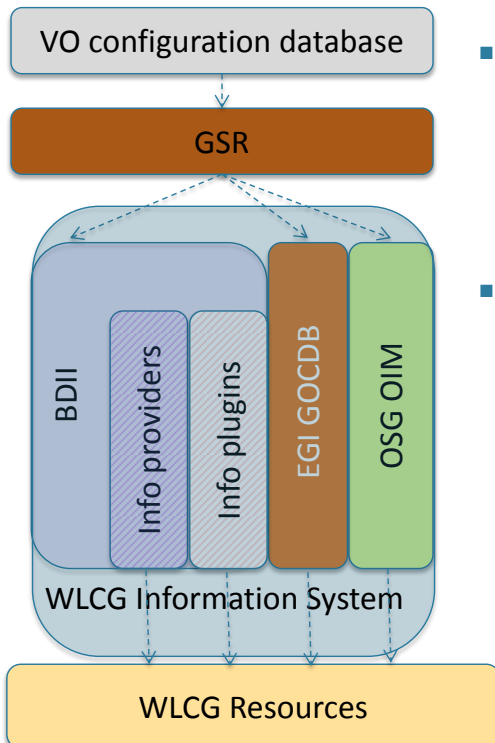 VO configuration database
GSR
BDII
Info providers
Info plugins
EGI GOCDB
OSG OIM
WLCG Information System
WLCG Resources